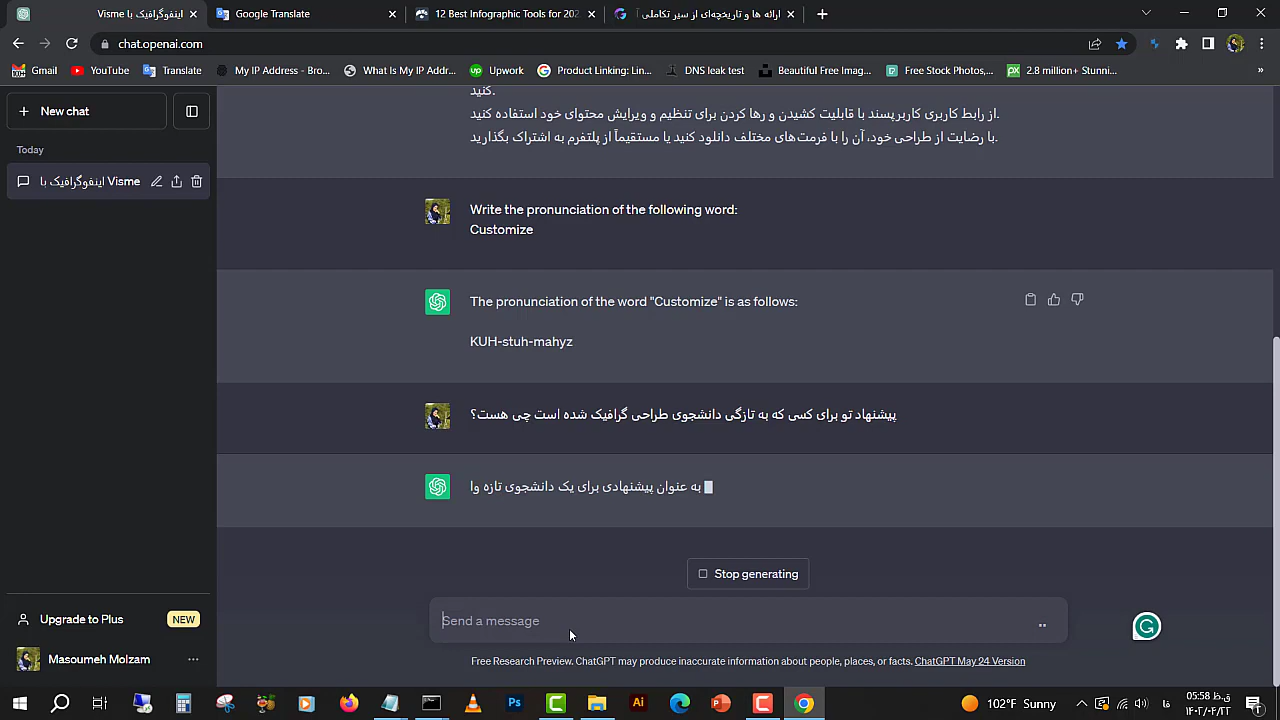 اینفوگرافیک با Visme
Google Translate
12 Best Infographic Tools for 202
ارائه ها و تاریخچه‌ای از سیر تکاملی
chat.openai.com
Gmail
YouTube
Translate
My IP Address - Bro...
What Is My IP Addr...
Upwork
Product Linking: Lin...
DNS leak test
Beautiful Free Imag...
Free Stock Photos,...
2.8 million+ Stunni...
»
New chat
Today
اینفوگرافیک با Visme
کنید.
از رابط کاربری کاربرپسند با قابلیت کشیدن و رها کردن برای تنظیم و ویرایش محتوای خود استفاده کنید.
با رضایت از طراحی خود، آن را با فرمت‌های مختلف دانلود کنید یا مستقیماً از پلتفرم به اشتراک بگذارید.
Write the pronunciation of the following word:
Customize
The pronunciation of the word "Customize" is as follows:
KUH-stuh-mahyz
پیشنهاد تو برای کسی که به تازگی دانشجوی طراحی گرافیک شده است چی هست؟
به عنوان پیشنهادی برای یک دانشجوی تازه وا
Stop generating
Send a message
Free Research Preview. ChatGPT may produce inaccurate information about people, places, or facts. ChatGPT May 24 Version
Upgrade to Plus
NEW
Masoumeh Molzam
102°F Sunny
فا
05:58 ق.ظ
۱۴۰۲/۰۲/۲۳